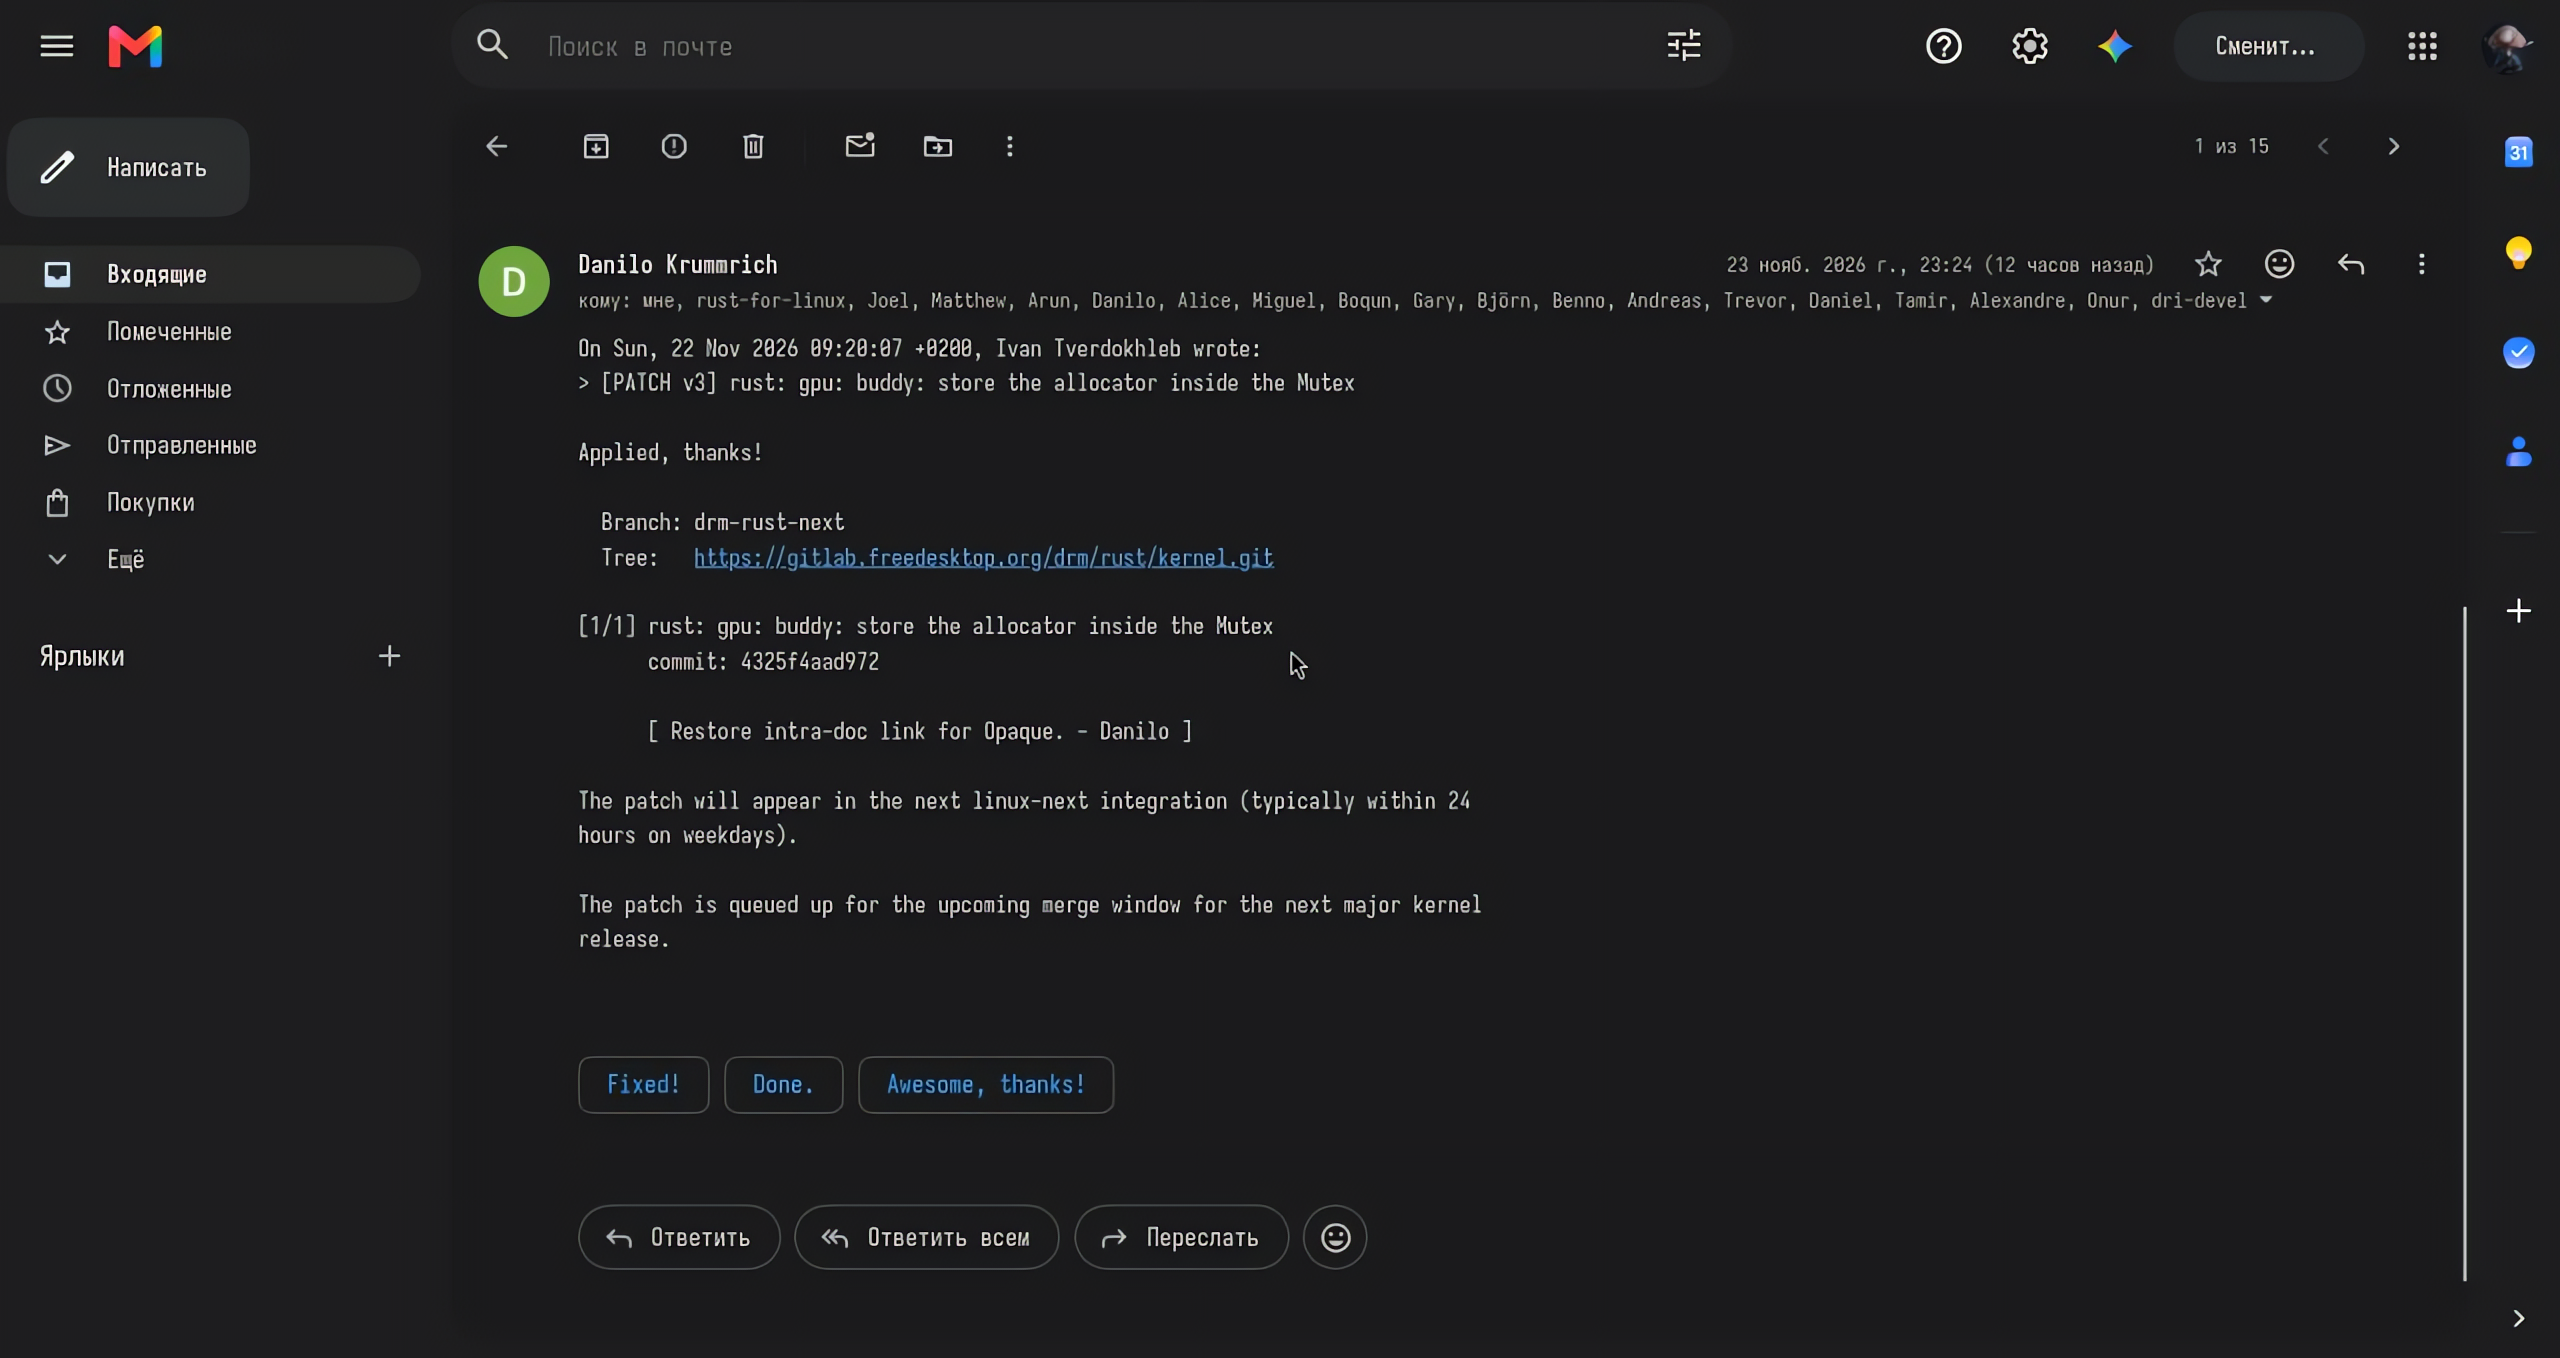 Поиск в почте
Сменит...
Написать
1 из 15
31
Входящие
Помеченные
Отложенные
Отправленные
Покупки
Ещё
Ярлыки
D
Danilo Krummrich
23 нояб. 2026 г., 23:24 (12 часов назад)
кому: мне, rust-for-linux, Joel, Matthew, Arun, Danilo, Alice, Miguel, Boqun, Gary, Björn, Benno, Andreas, Trevor, Daniel, Tamir, Alexandre, Onur, dri-devel
On Sun, 22 Nov 2026 09:20:07 +0200, Ivan Tverdokhleb wrote:
> [PATCH v3] rust: gpu: buddy: store the allocator inside the Mutex
Applied, thanks!
Branch: drm-rust-next
Tree: https://gitlab.freedesktop.org/drm/rust/kernel.git
[1/1] rust: gpu: buddy: store the allocator inside the Mutex
commit: 4325f4aad972
[ Restore intra-doc link for Opaque. - Danilo ]
The patch will appear in the next linux-next integration (typically within 24
hours on weekdays).
The patch is queued up for the upcoming merge window for the next major kernel
release.
Fixed!
Done.
Awesome, thanks!
Ответить
Ответить всем
Переслать